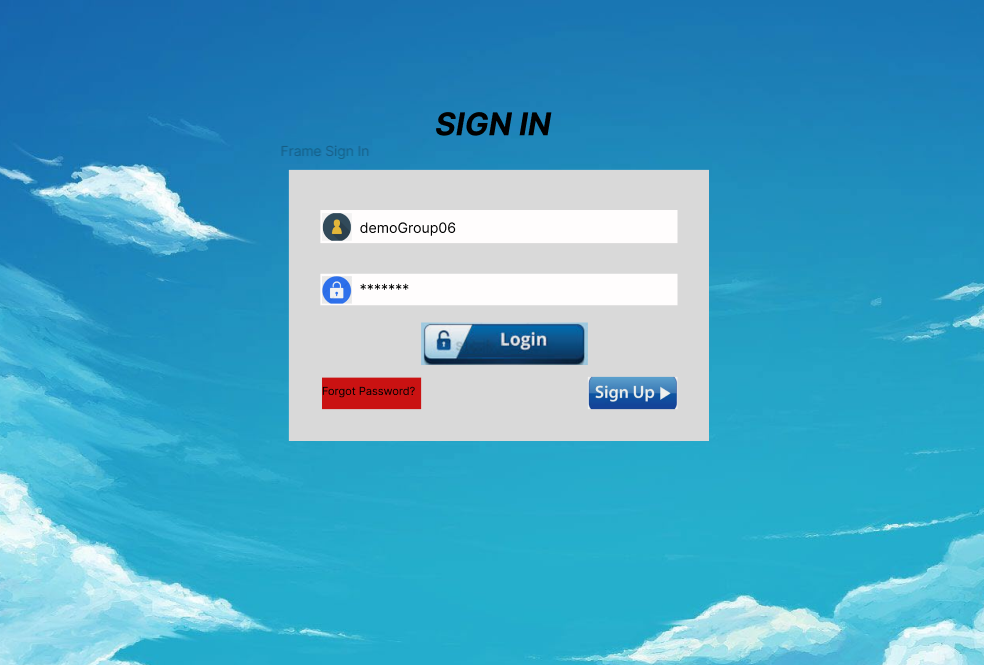 SIGN IN
Frame Sign In
demoGroup06
*******
Login
Forgot Password?
Sign Up